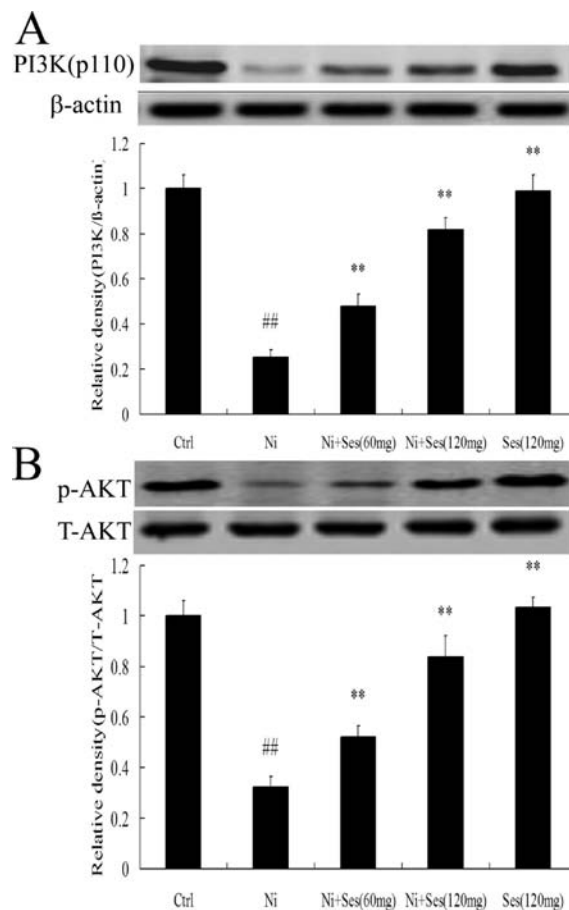 A
PI3K(p110)
β-actin
Relative density(PI3K/ß-actin)
1.2
1
0.8
0.6
0.4
0.2
0
##
**
**
**
Ctrl Ni Ni+Ses(60mg) Ni+Ses(120mg) Ses(120mg)
B
p-AKT
T-AKT
Relative density(p-AKT/T-AKT
1.2
1
0.8
0.6
0.4
0.2
0
##
**
**
**
Ctrl Ni Ni+Ses(60mg) Ni+Ses(120mg) Ses(120mg)